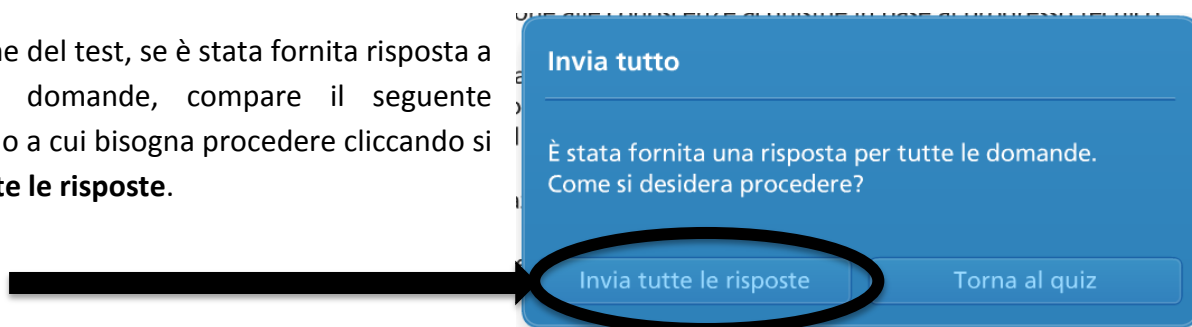 ne del test, se è stata fornita risposta a
domande, compare il seguente
o a cui bisogna procedere cliccando si
te le risposte.
Invia tutto
È stata fornita una risposta per tutte le domande.
Come si desidera procedere?
Invia tutte le risposte
Torna al quiz